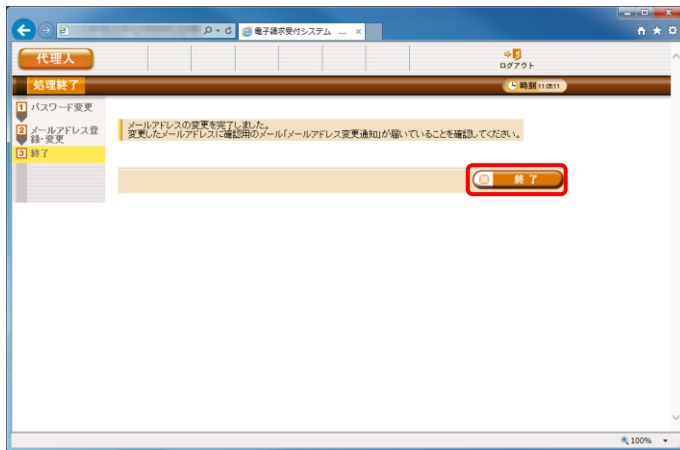 電子請求受付システム ...
代理人
ログアウト
処理終了
時刻 11:05:11
1 パスワード変更
2 メールアドレス登
録・変更
3 終了
メールアドレスの変更を完了しました。
変更したメールアドレスに確認用のメール「メールアドレス変更通知」が届いていることを確認してください。
終了
100%